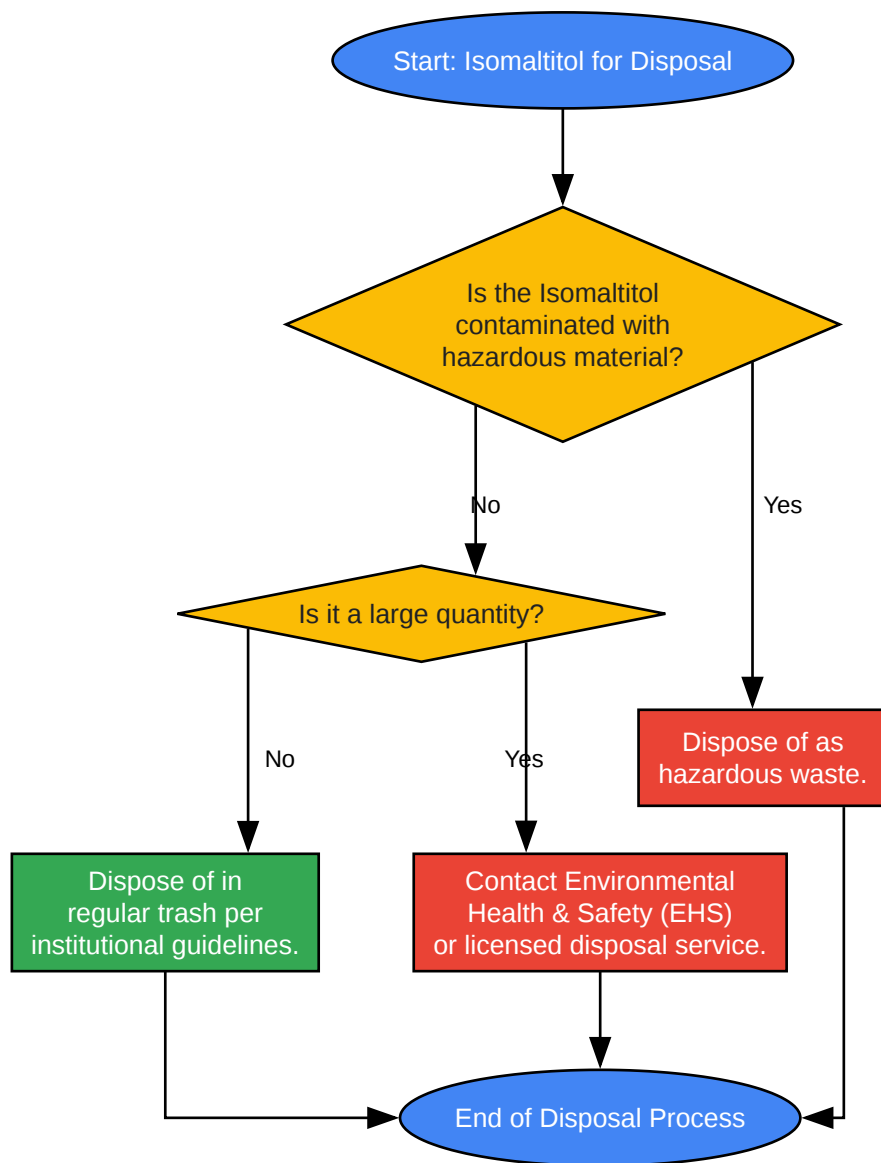 Start: Isomaltitol for Disposal
Is the Isomaltitol
contaminated with
hazardous material?
No
Yes
Is it a large quantity?
No
Yes
Dispose of as
hazardous waste.
Dispose of in
regular trash per
institutional guidelines.
Contact Environmental
Health & Safety (EHS)
or licensed disposal service.
End of Disposal Process